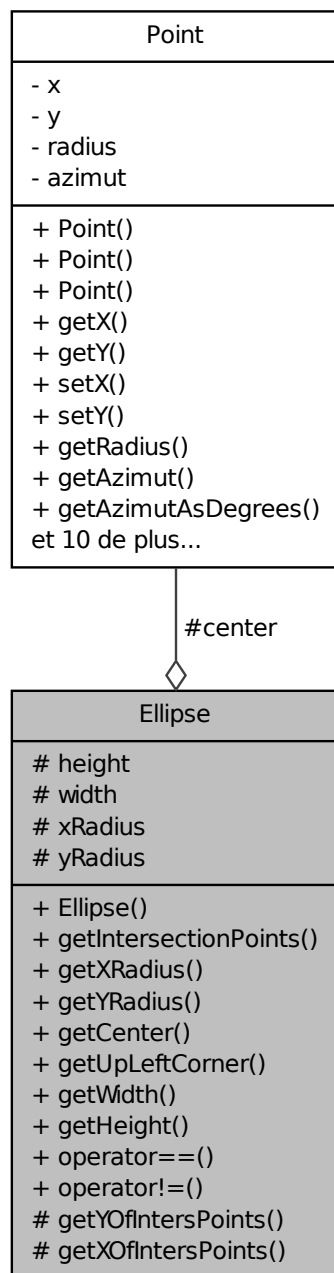 Point
- x
- y
- radius
- azimut
+ Point()
+ Point()
+ Point()
+ getX()
+ getY()
+ setX()
+ setY()
+ getRadius()
+ getAzimut()
+ getAzimutAsDegrees()
et 10 de plus...
#center
Ellipse
# height
# width
# xRadius
# yRadius
+ Ellipse()
+ getIntersectionPoints()
+ getXRadius()
+ getYRadius()
+ getCenter()
+ getUpLeftCorner()
+ getWidth()
+ getHeight()
+ operator==()
+ operator!=()
# getYOfIntersPoints()
# getXOfIntersPoints()